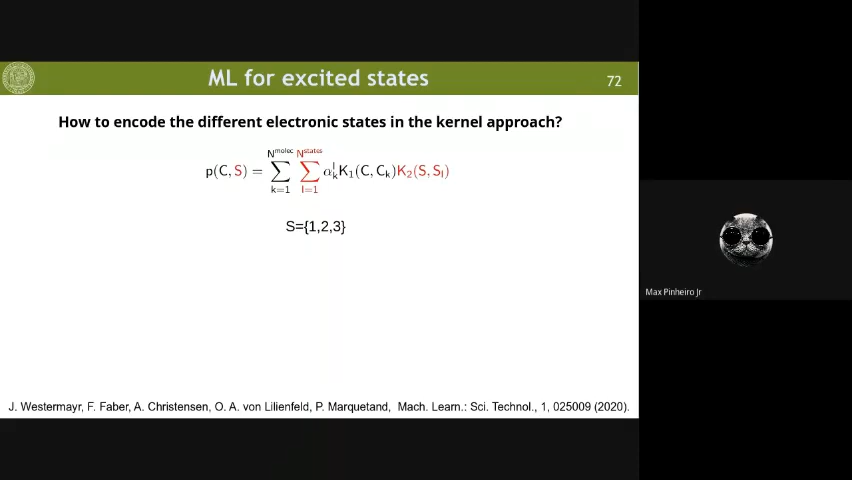 ML for excited states
72
How to encode the different electronic states in the kernel approach?
p(C, S) = ∑_{k=1}^{N^{molec}} ∑_{l=1}^{N^{states}} α_k^l K₁(C, C_k)K₂(S, S_l)
S={1,2,3}
Max Pinheiro Jr
J. Westermayr, F. Faber, A. Christensen, O. A. von Lilienfeld, P. Marquetand, Mach. Learn.: Sci. Technol., 1, 025009 (2020).